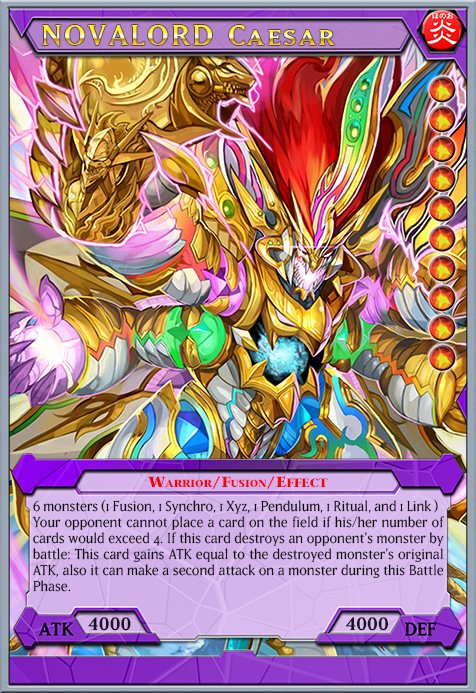 NOVALORD CAESAR
ほのお
炎
WARRIOR/FUSION/EFFECT
6 monsters (1 Fusion, 1 Synchro, 1 Xyz, 1 Pendulum, 1 Ritual, and 1 Link )
Your opponent cannot place a card on the field if his/her number of
cards would exceed 4. If this card destroys an opponent's monster by
battle: This card gains ATK equal to the destroyed monster's original
ATK, also it can make a second attack on a monster during this Battle
Phase.
ATK 4000 4000 DEF